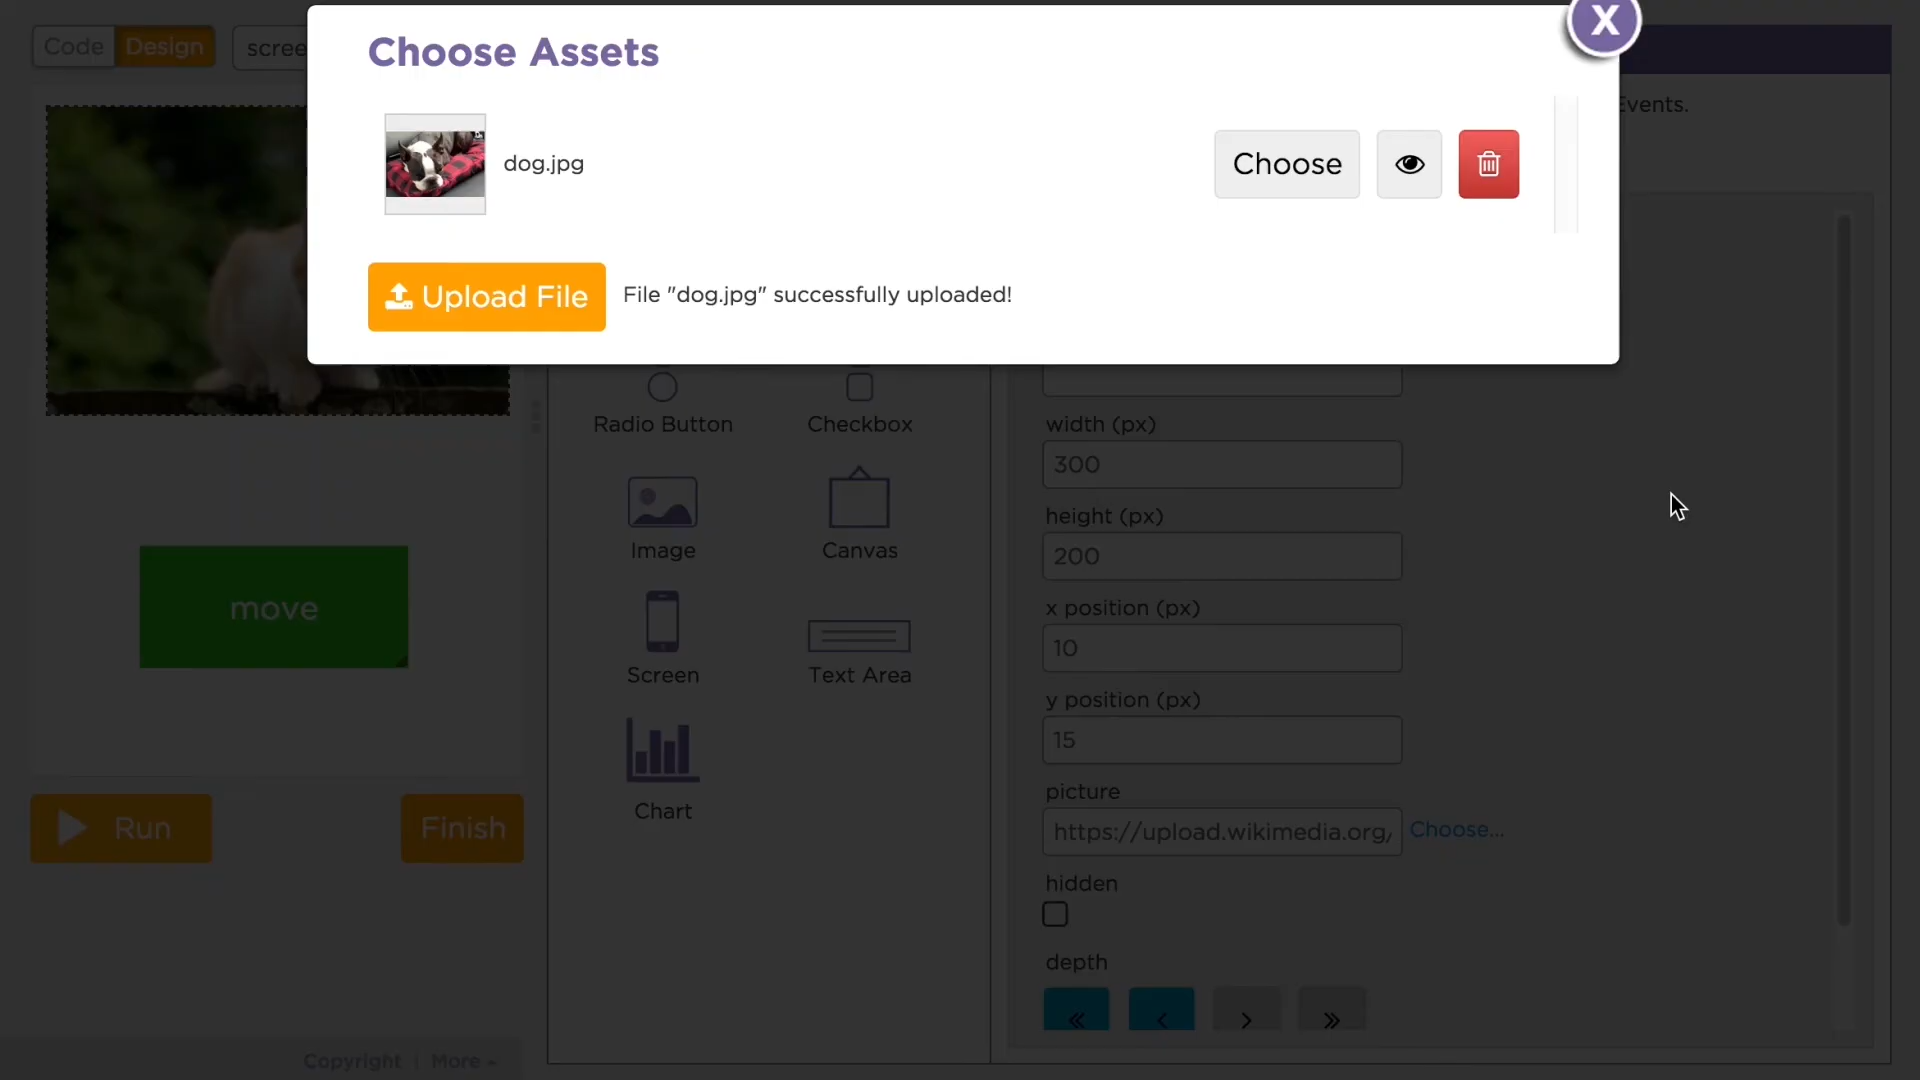 Choose Assets
X
dog.jpg
Choose
Upload File
File "dog.jpg" successfully uploaded!
Code
Design
scree
Events.
move
Run
Finish
Radio Button
Checkbox
Image
Canvas
Screen
Text Area
Chart
width (px)
300
height (px)
200
x position (px)
10
y position (px)
15
picture
https://upload.wikimedia.org/
Choose...
hidden
depth
Copyright | More